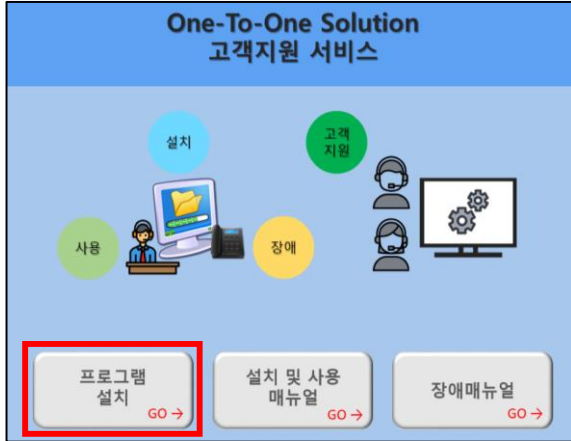 One-To-One Solution
고객지원 서비스
설치
고객
지원
사용
장애
프로그램
설치
GO →
설치 및 사용
매뉴얼
GO →
장애매뉴얼
GO →